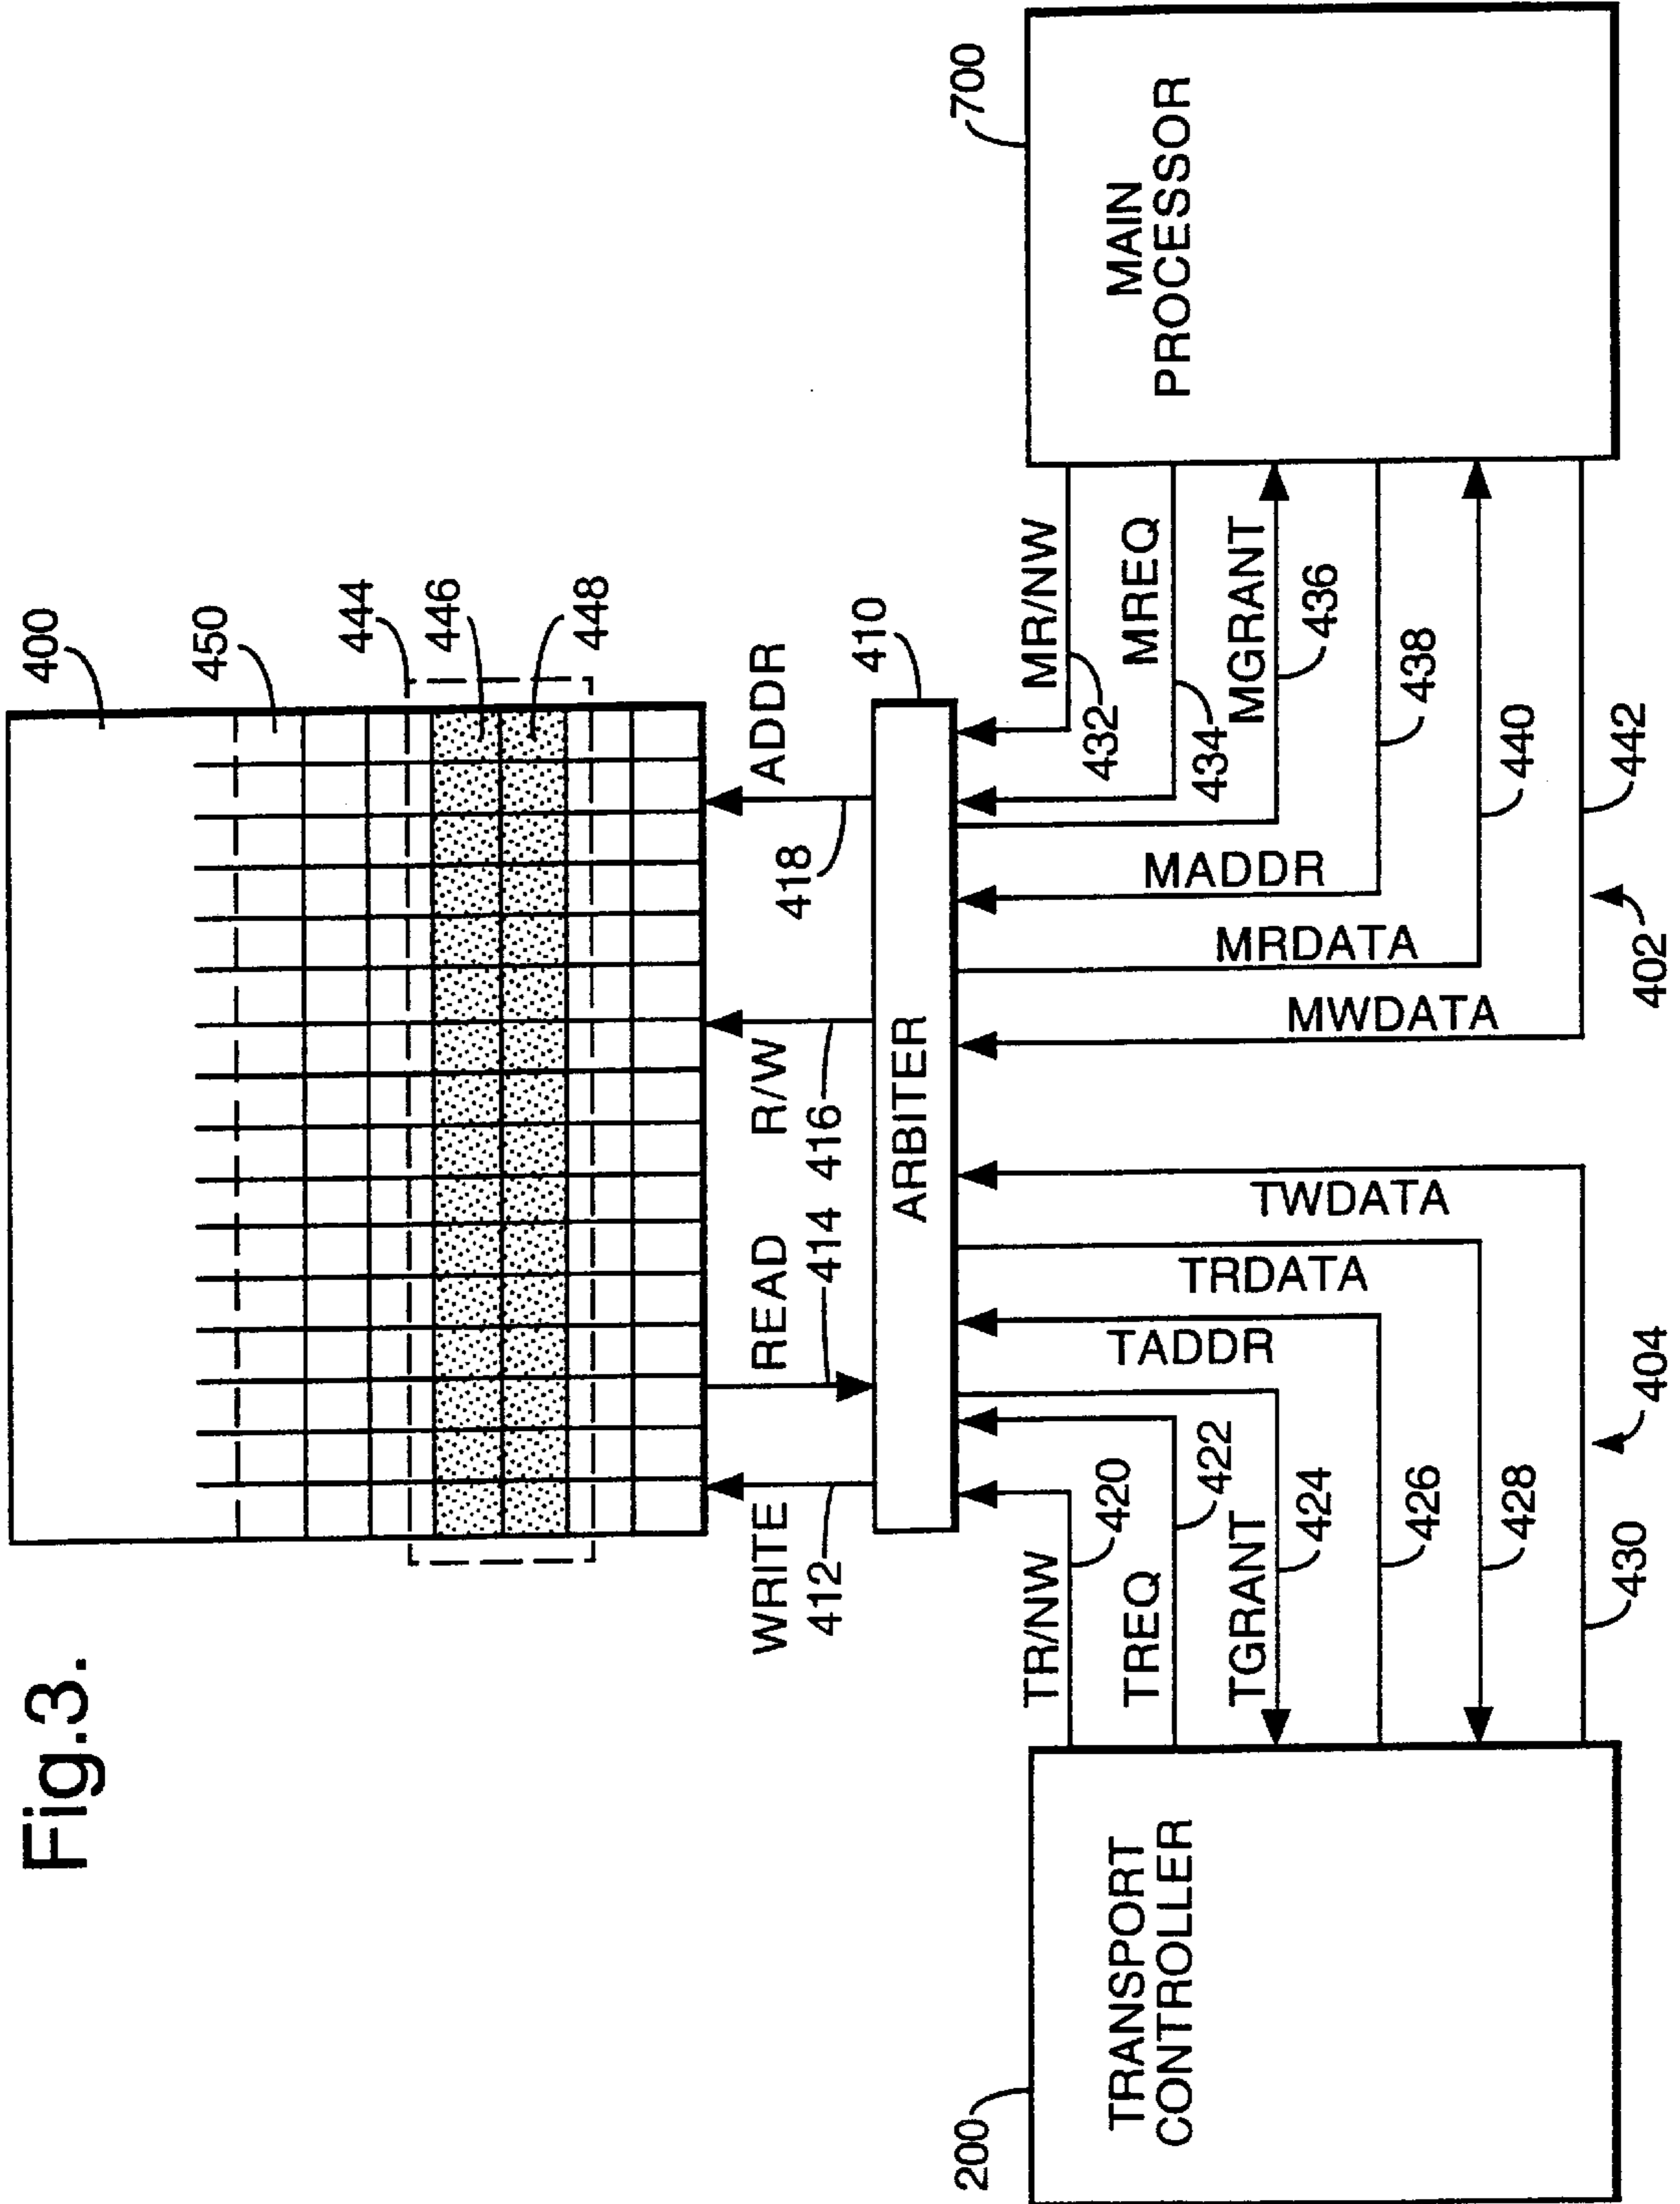 Fig.3.
400
450
444
446
448
WRITE
412
READ
414
R/W
416
ADDR
418
ARBITER
410
200
TRANSPORT
CONTROLLER
TR/NW
420
TREQ
422
TGRANT
424
TADDR
426
TRDATA
428
TWDATA
430
404
700
MAIN
PROCESSOR
MR/NW
432
MREQ
434
MGRANT
436
MADDR
438
MRDATA
440
MWDATA
442
402